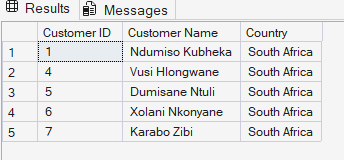 Results Messages
Customer ID Customer Name Country
1 1 Ndumiso Kubheka South Africa
2 4 Vusi Hlongwane South Africa
3 5 Dumisane Ntuli South Africa
4 6 Xolani Nkonyane South Africa
5 7 Karabo Zibi South Africa